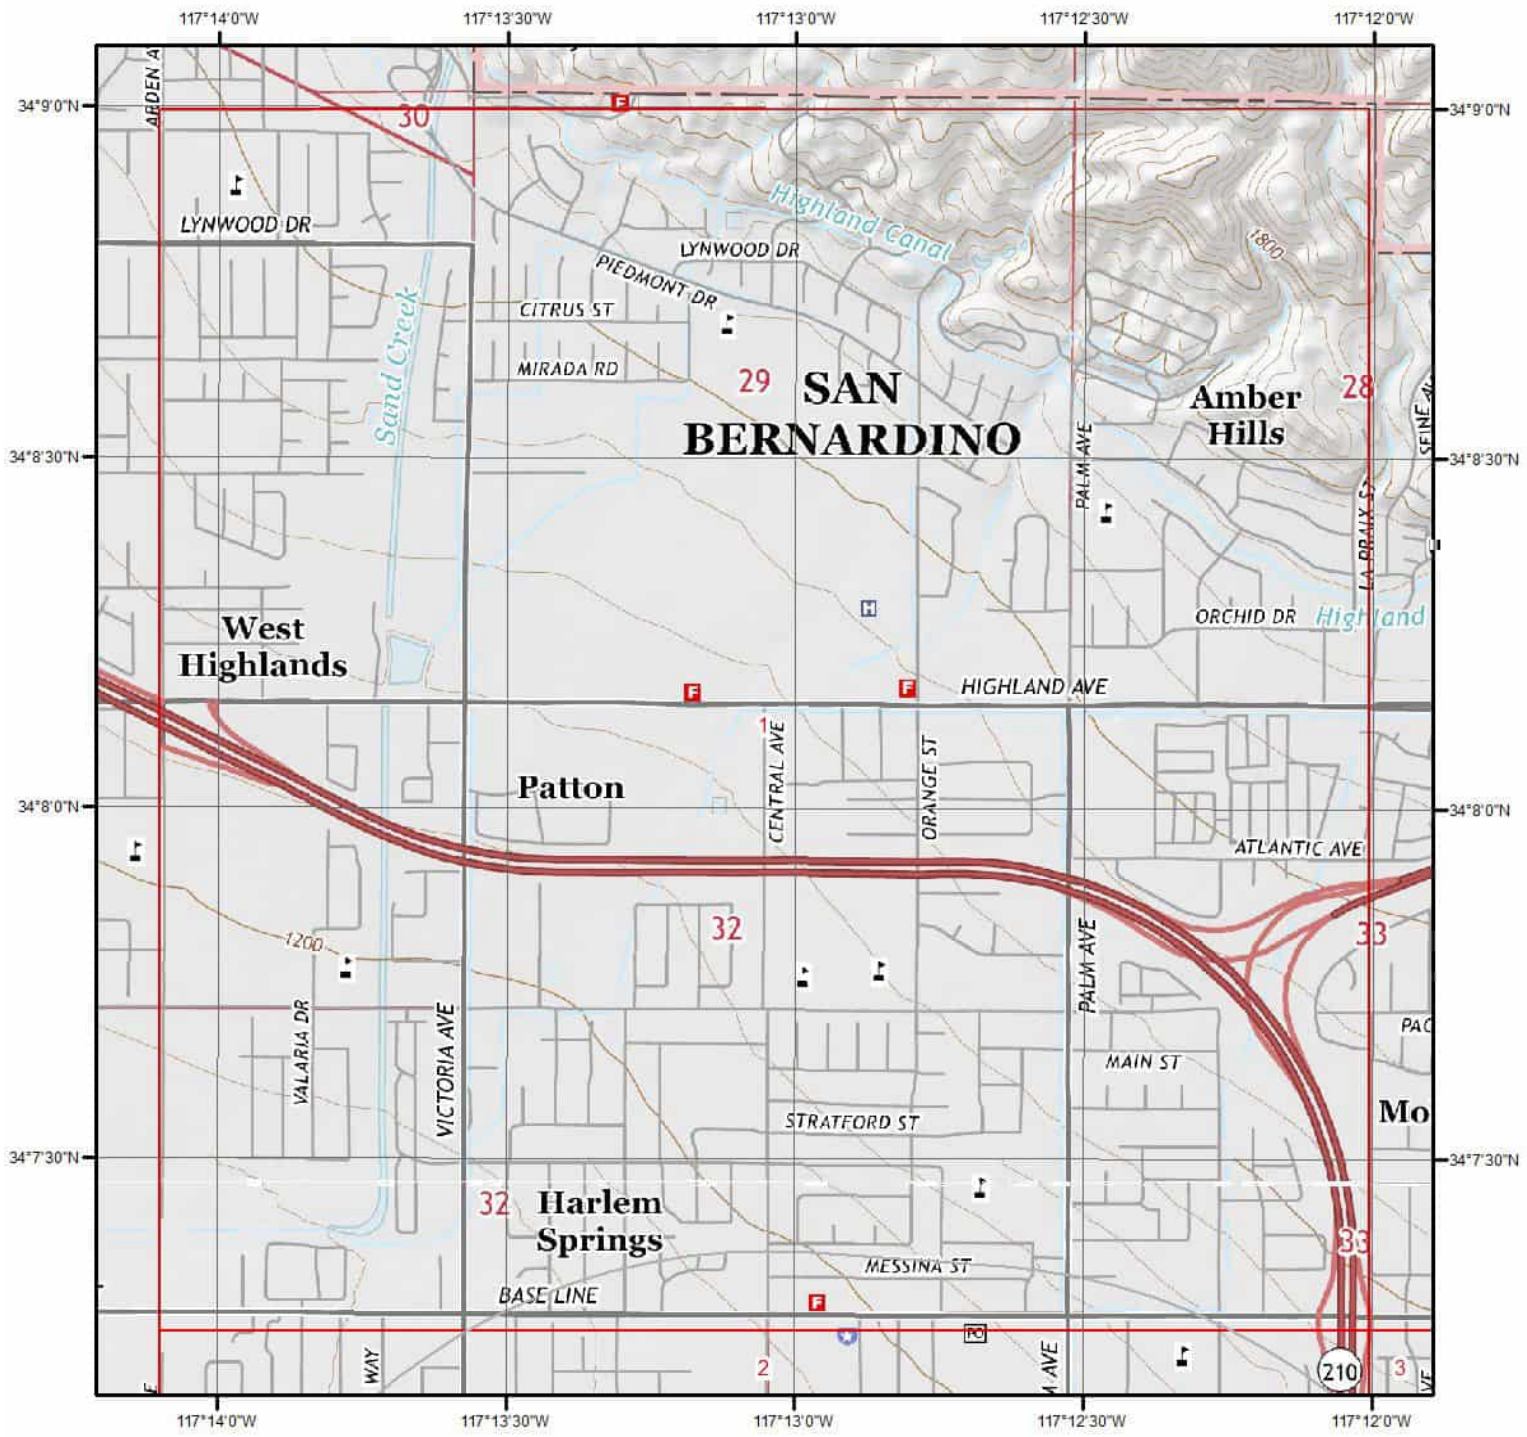 117°14'0"W
117°13'30"W
117°13'0"W
117°12'30"W
117°12'0"W
34°9'0"N
34°9'0"N
ARDEN A
F
30
LYNWOOD DR
Highland Canal
LYNWOOD DR
1800
PIEDMONT DR
CITRUS ST
Sand Creek
MIRADA RD
29
SAN
BERNARDINO
Amber
Hills
28
SEINE AV
34°8'30"N
34°8'30"N
PALM AVE
LA PRAIX ST
H
ORCHID DR
Highland
West
Highlands
F
F
HIGHLAND AVE
1
CENTRAL AVE
ORANGE ST
Patton
34°8'0"N
34°8'0"N
ATLANTIC AVE
32
33
1200
PALM AVE
VALARIA DR
VICTORIA AVE
PAC
MAIN ST
STRATFORD ST
Mo
34°7'30"N
34°7'30"N
32
Harlem
Springs
33
MESSINA ST
BASE LINE
F
PO
WAY
2
AVE
210
3
VE
E
117°14'0"W
117°13'30"W
117°13'0"W
117°12'30"W
117°12'0"W